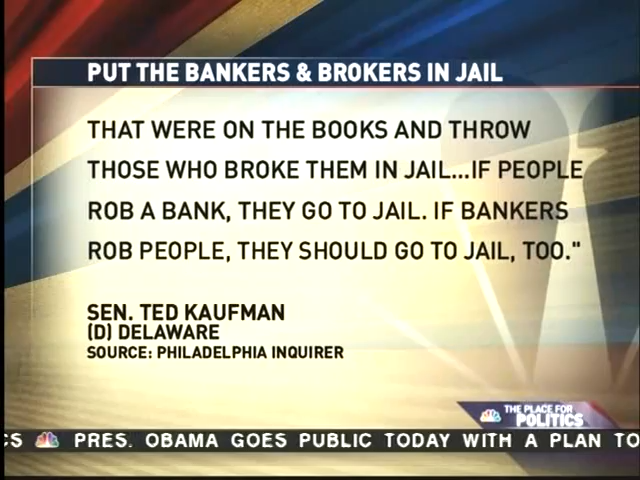 PUT THE BANKERS & BROKERS IN JAIL
THAT WERE ON THE BOOKS AND THROW
THOSE WHO BROKE THEM IN JAIL...IF PEOPLE
ROB A BANK, THEY GO TO JAIL. IF BANKERS
ROB PEOPLE, THEY SHOULD GO TO JAIL, TOO."
SEN. TED KAUFMAN
(D) DELAWARE
SOURCE: PHILADELPHIA INQUIRER
THE PLACE FOR
POLITICS
CS PRES. OBAMA GOES PUBLIC TODAY WITH A PLAN TO